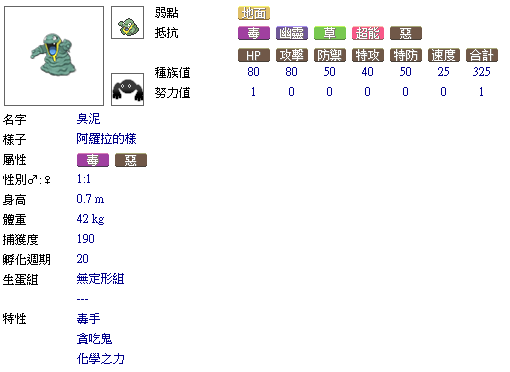 弱點 地面
抵抗 毒 幽靈 草 超能 惡
HP 攻擊 防禦 特攻 特防 速度 合計
種族值 80 80 50 40 50 25 325
努力值 1 0 0 0 0 0 1
名字 臭泥
樣子 阿羅拉的樣
屬性 毒 惡
性別♂:♀ 1:1
身高 0.7 m
體重 42 kg
捕獲度 190
孵化週期 20
生蛋組 無定形組
---
特性 毒手
貪吃鬼
化學之力